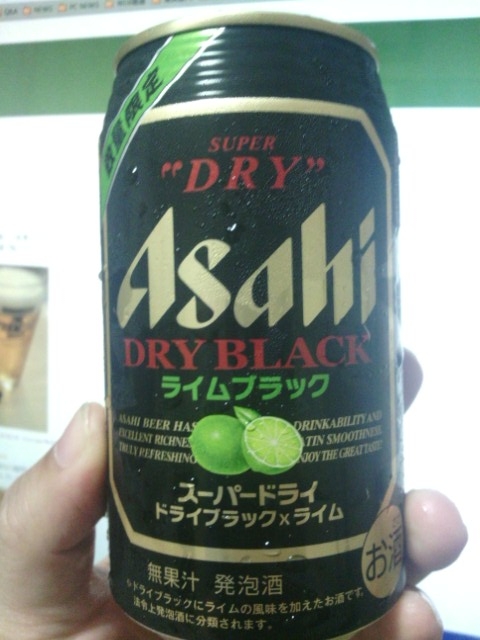 数量限定
SUPER
"DRY"
Asahi
DRY BLACK
ライムブラック
ASAHI BEER HAS DRINKABILITY AND
EXCELLENT RICHNESS TIN SMOOTHNESS
TRULY REFRESHING ENJOY THE GREAT TASTE!
スーパードライ
ドライブラック×ライム
お酒
無果汁 発泡酒
※ドライブラックにライムの風味を加えたお酒です。
法令上発泡酒に分類されます。